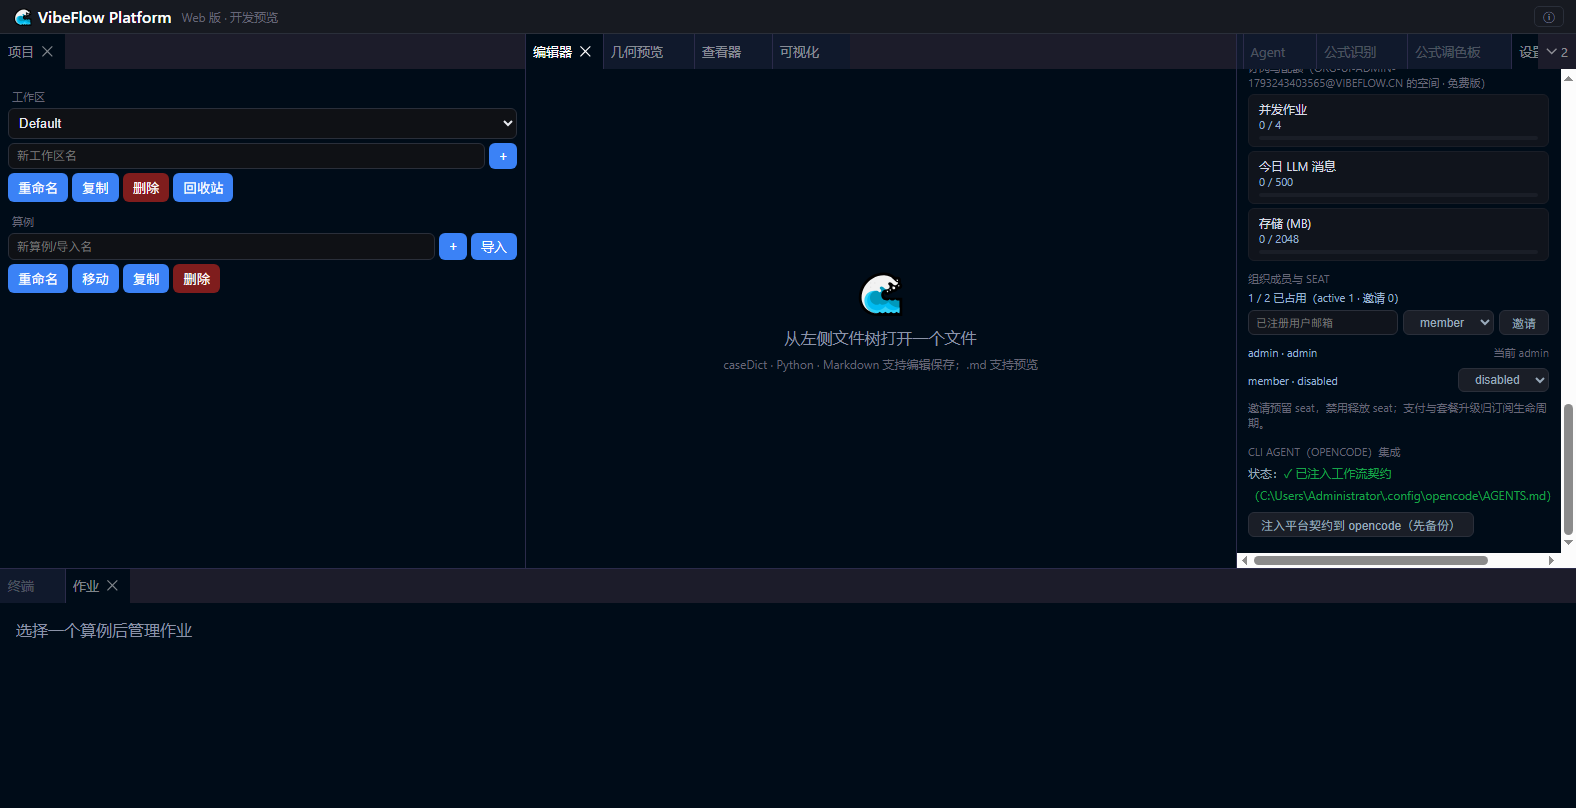 VibeFlow Platform Web 版 · 开发预览
项目
工作区
Default
新工作区名
+
重命名 复制 删除 回收站
算例
新算例/导入名
+ 导入
重命名 移动 复制 删除
编辑器 几何预览 查看器 可视化
从左侧文件树打开一个文件
caseDict · Python · Markdown 支持编辑保存；.md 支持预览
Agent 公式识别 公式调色板 设置 2
1793243403565@VIBEFLOW.CN 的空间 · 免费版)
并发作业
0 / 4
今日 LLM 消息
0 / 500
存储 (MB)
0 / 2048
组织成员与 SEAT
1 / 2 已占用（active 1 · 邀请 0）
已注册用户邮箱 member 邀请
admin · admin 当前 admin
member · disabled disabled
邀请预留 seat，禁用释放 seat；支付与套餐升级归订阅生命周
期。
CLI AGENT（OPENCODE）集成
状态：✓ 已注入工作流契约
（C:\Users\Administrator\.config\opencode\AGENTS.md）
注入平台契约到 opencode（先备份）
终端 作业
选择一个算例后管理作业